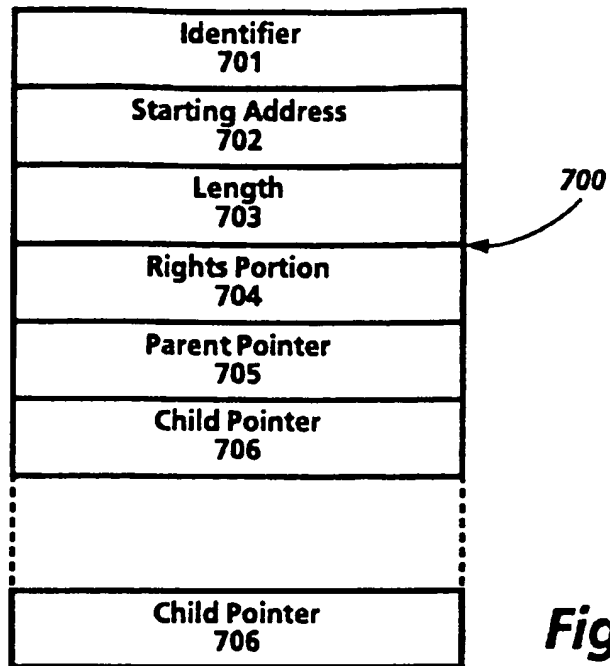 Identifier
701
Starting Address
702
Length
703
700
Rights Portion
704
Parent Pointer
705
Child Pointer
706
Child Pointer
706
Fig